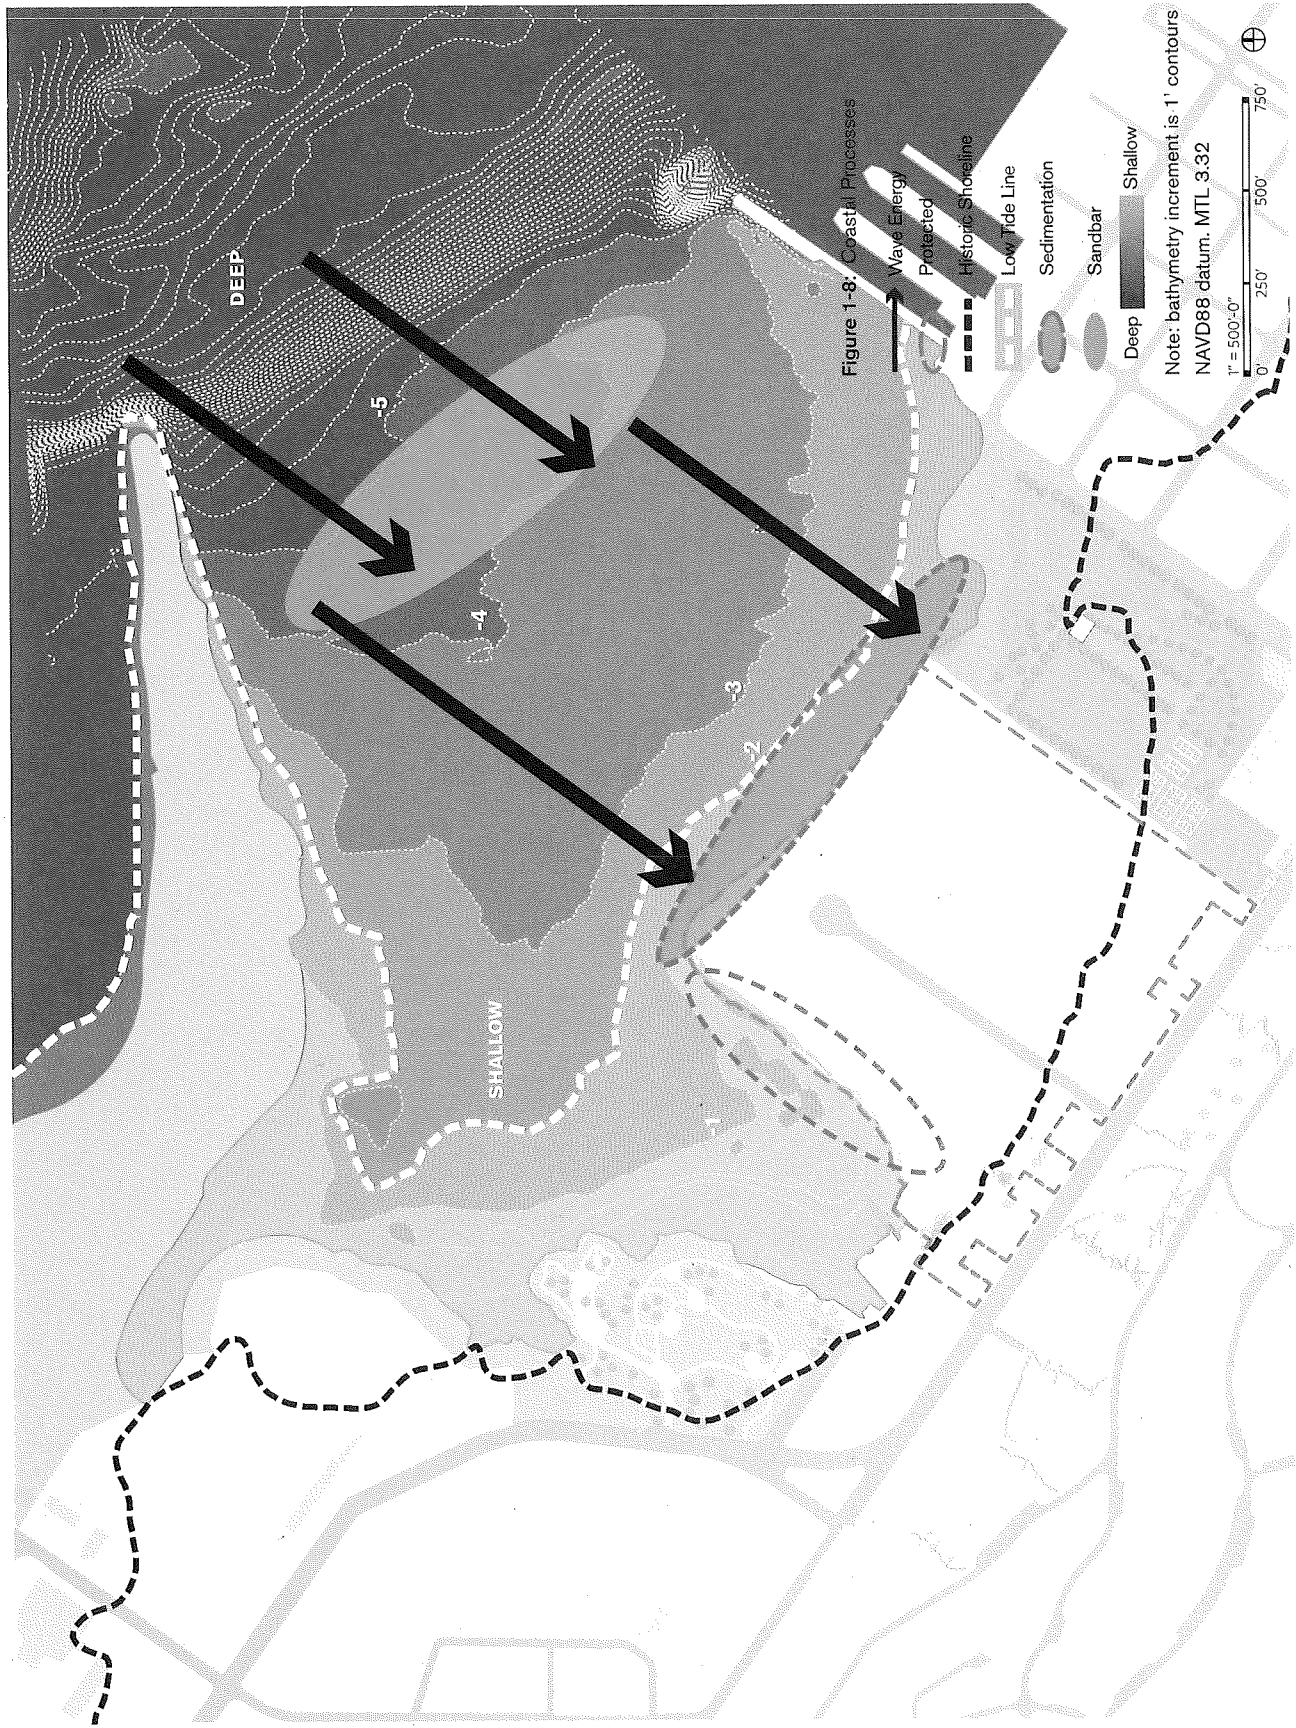 DEEP
-5
-4
-3
-2
-1
SHALLOW
Figure 1-8: Coastal Processes
Wave Energy
Protected
Historic Shoreline
Low Tide Line
Sedimentation
Sandbar
Deep Shallow
Note: bathymetry increment is 1' contours
NAVD88 datum. MTL 3.32
1" = 500'-0"
0' 250' 500' 750'